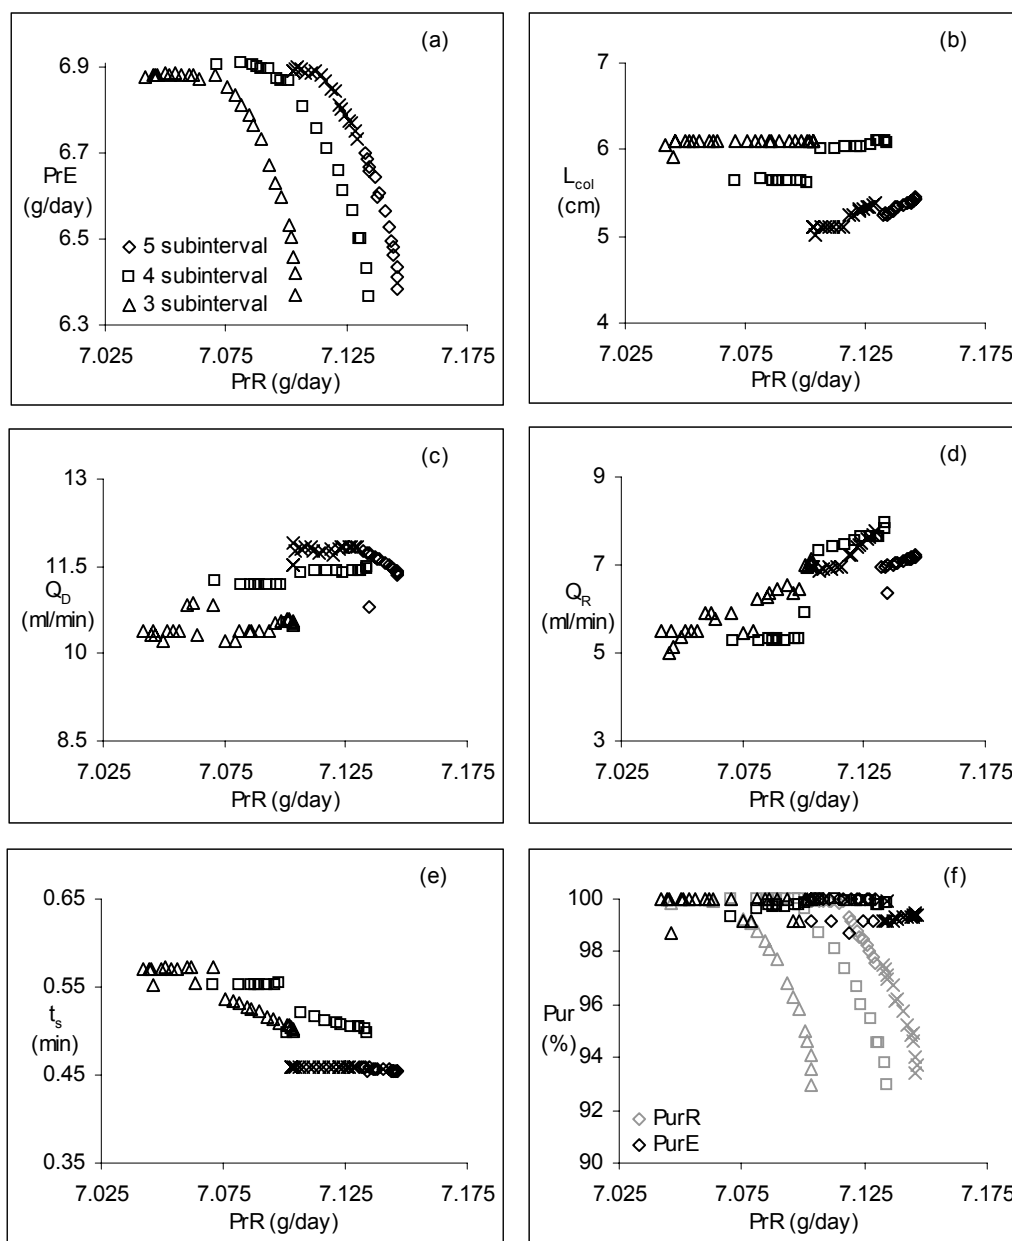 (a)
6.9
6.7
PrE
(g/day)
6.5
5 subinterval
4 subinterval
3 subinterval
6.3
7.025 7.075 7.125 7.175
PrR (g/day)
(b)
7
6
L_col
(cm)
5
4
7.025 7.075 7.125 7.175
PrR (g/day)
(c)
13
11.5
Q_D
(ml/min)
10
8.5
7.025 7.075 7.125 7.175
PrR (g/day)
(d)
9
7
Q_R
(ml/min)
5
3
7.025 7.075 7.125 7.175
PrR (g/day)
(e)
0.65
0.55
t_s
(min)
0.45
0.35
7.025 7.075 7.125 7.175
PrR (g/day)
(f)
100
98
96
Pur
(%)
94
92
PurR
PurE
90
7.025 7.075 7.125 7.175
PrR (g/day)